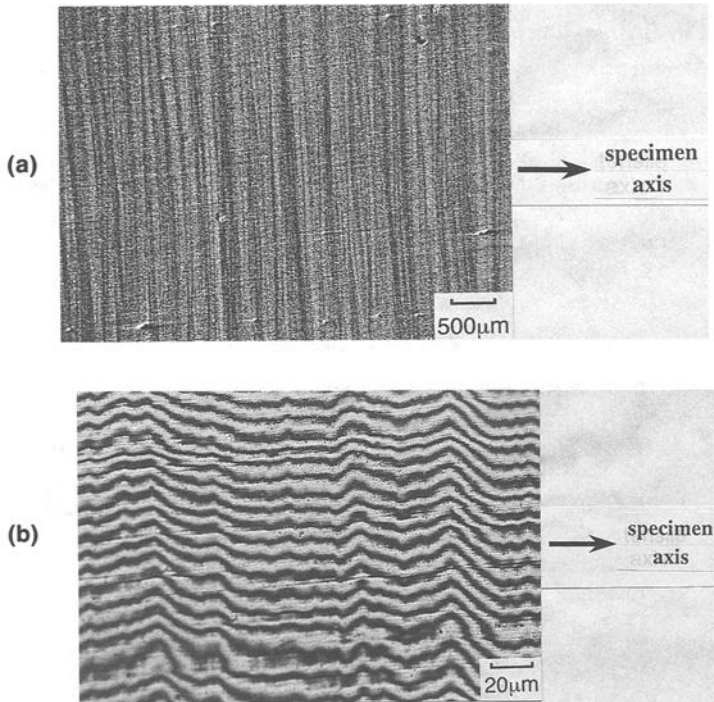 (a)
specimen
axis
500μm
(b)
specimen
axis
20μm